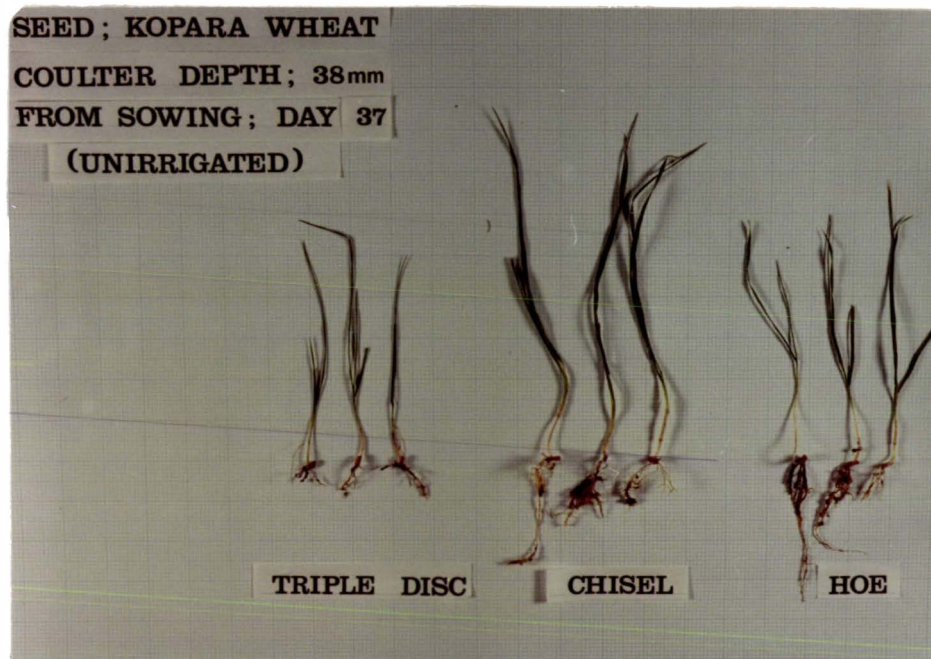 SEED; KOPARA WHEAT
COULTER DEPTH; 38mm
FROM SOWING; DAY 37
(UNIRRIGATED)
TRIPLE DISC
CHISEL
HOE